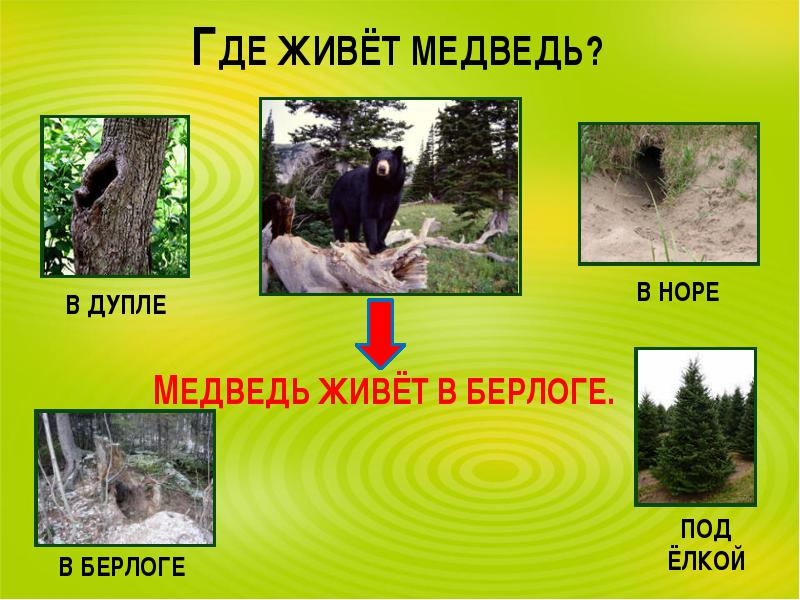 ГДЕ ЖИВЁТ МЕДВЕДЬ?
В ДУПЛЕ
В НОРЕ
МЕДВЕДЬ ЖИВЁТ В БЕРЛОГЕ.
В БЕРЛОГЕ
ПОД
ЁЛКОЙ